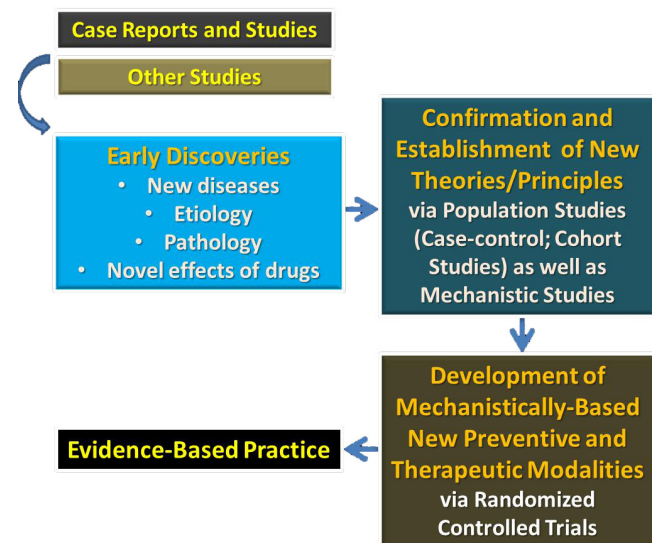 Case Reports and Studies
Other Studies
Early Discoveries
• New diseases
• Etiology
• Pathology
• Novel effects of drugs
Confirmation and
Establishment of New
Theories/Principles
via Population Studies
(Case-control; Cohort
Studies) as well as
Mechanistic Studies
Development of
Mechanistically-Based
New Preventive and
Therapeutic Modalities
via Randomized
Controlled Trials
Evidence-Based Practice